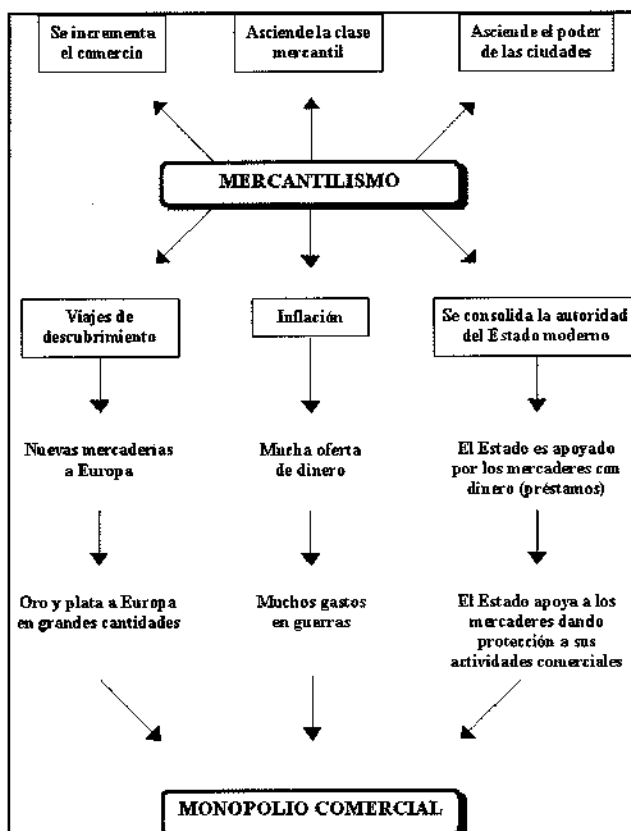 Se incrementa
el comercio
Asciende la clase
mercantil
Asciende el poder
de las ciudades
MERCANTILISMO
Viajes de
descubrimiento
Inflación
Se consolida la autoridad
del Estado moderno
Nuevas mercaderías
a Europa
Mucha oferta
de dinero
El Estado es apoyado
por los mercaderes con
dinero (préstamos)
Oro y plata a Europa
en grandes cantidades
Muchos gastos
en guerras
El Estado apoya a los
mercaderes dando
protección a sus
actividades comerciales
MONOPOLIO COMERCIAL